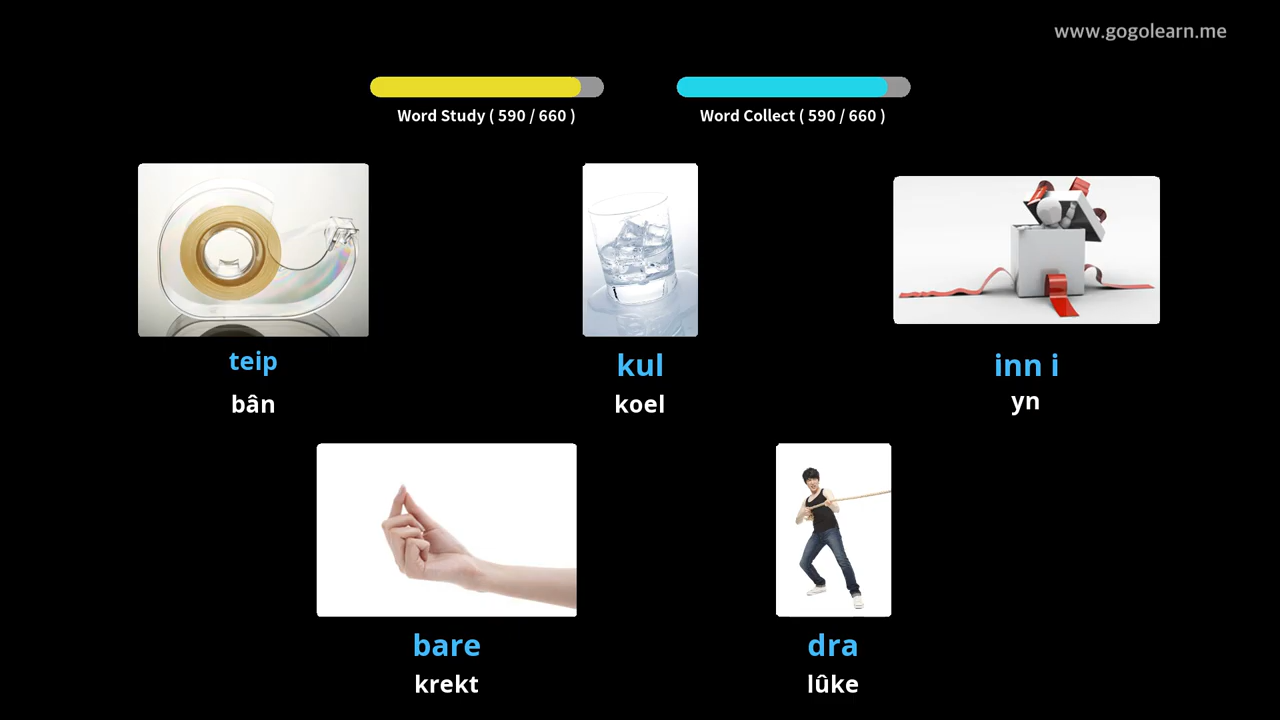 www.gogolearn.me
Word Study ( 590 / 660 )
Word Collect ( 590 / 660 )
teip
bân
kul
koel
inn i
yn
bare
krekt
dra
lûke